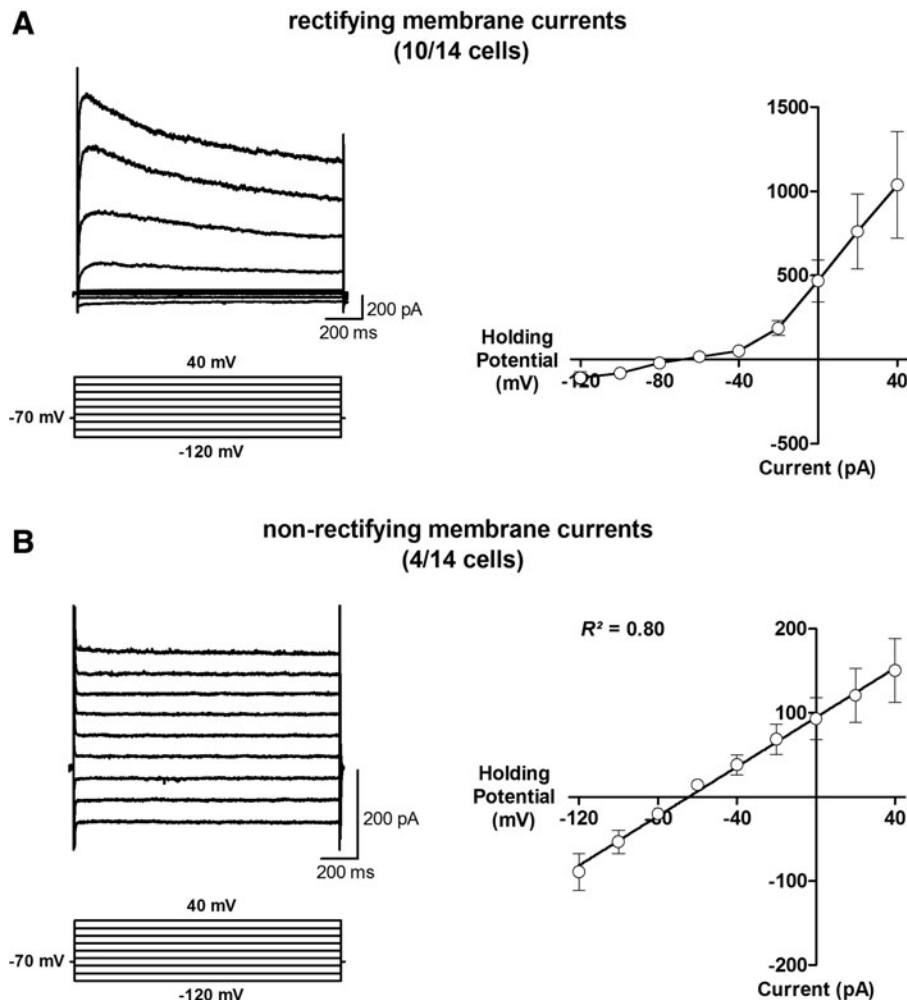 A
rectifying membrane currents
(10/14 cells)
200 pA
200 ms
40 mV
-70 mV
-120 mV
1500
1000
500
Holding
Potential
(mV)
-120
-80
-40
40
-500
Current (pA)
B
non-rectifying membrane currents
(4/14 cells)
200 pA
200 ms
40 mV
-70 mV
-120 mV
R² = 0.80
200
100
Holding
Potential
(mV)
-120
-80
-40
40
-100
-200
Current (pA)